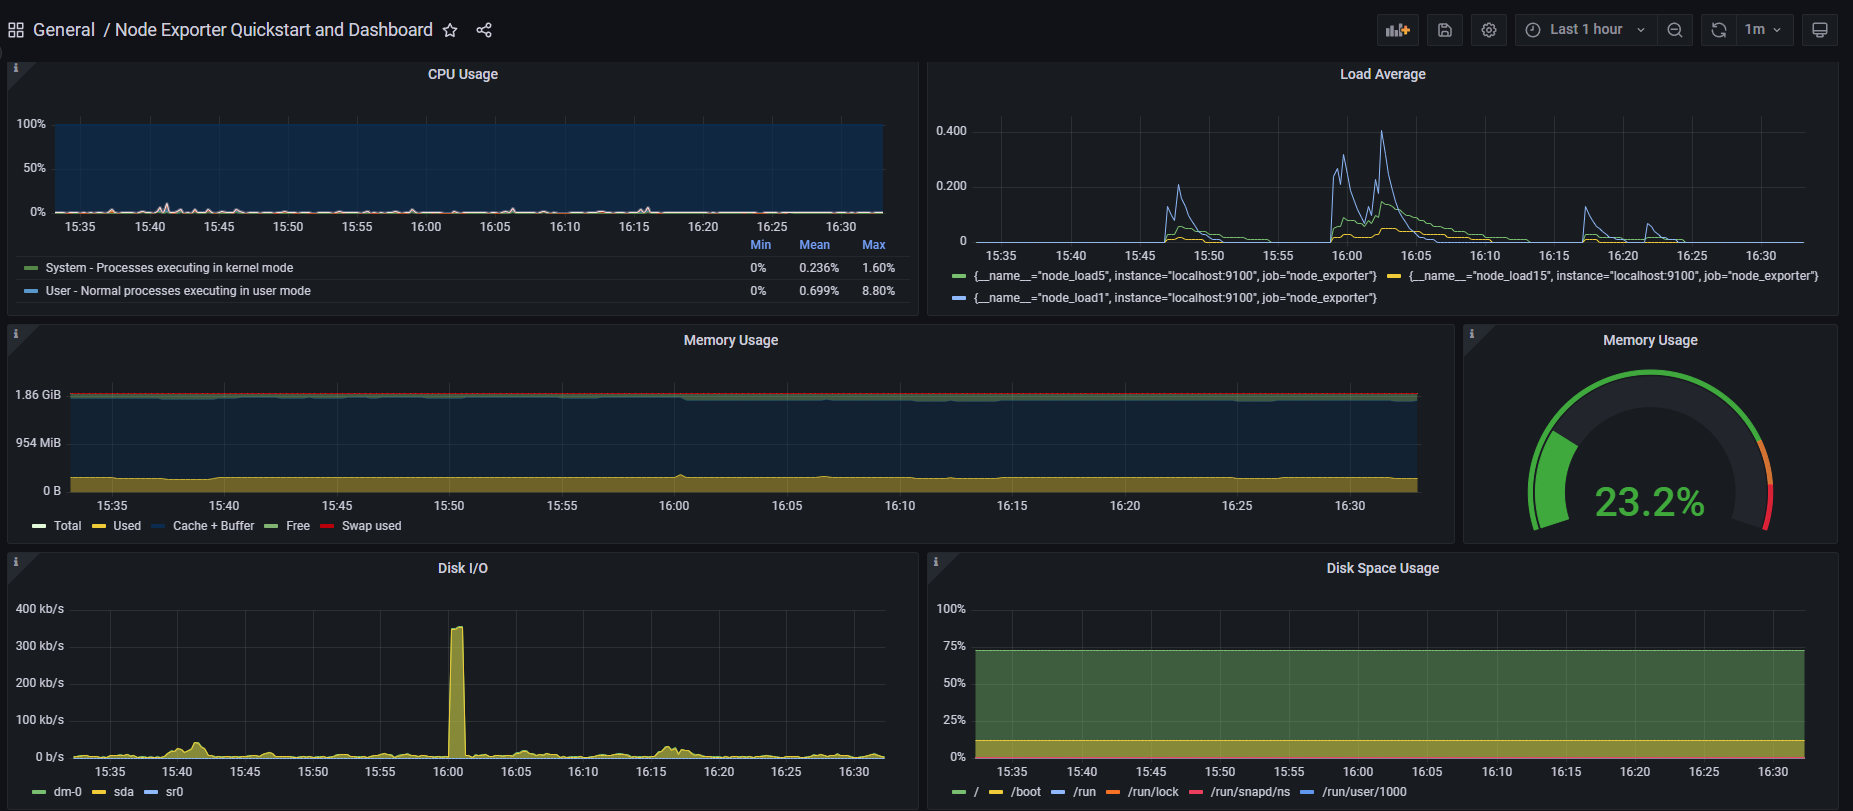 General / Node Exporter Quickstart and Dashboard
Last 1 hour
1m
CPU Usage
100%
50%
0%
15:35 15:40 15:45 15:50 15:55 16:00 16:05 16:10 16:15 16:20 16:25 16:30
Min Mean Max
System - Processes executing in kernel mode 0% 0.236% 1.60%
User - Normal processes executing in user mode 0% 0.699% 8.80%
Load Average
0.400
0.200
0
15:35 15:40 15:45 15:50 15:55 16:00 16:05 16:10 16:15 16:20 16:25 16:30
{__name__="node_load5", instance="localhost:9100", job="node_exporter"} {__name__="node_load15", instance="localhost:9100", job="node_exporter"}
{__name__="node_load1", instance="localhost:9100", job="node_exporter"}
Memory Usage
1.86 GiB
954 MiB
0 B
15:35 15:40 15:45 15:50 15:55 16:00 16:05 16:10 16:15 16:20 16:25 16:30
Total Used Cache + Buffer Free Swap used
Memory Usage
23.2%
Disk I/O
400 kb/s
300 kb/s
200 kb/s
100 kb/s
0 b/s
15:35 15:40 15:45 15:50 15:55 16:00 16:05 16:10 16:15 16:20 16:25 16:30
dm-0 sda sr0
Disk Space Usage
100%
75%
50%
25%
0%
15:35 15:40 15:45 15:50 15:55 16:00 16:05 16:10 16:15 16:20 16:25 16:30
/ /boot /run /run/lock /run/snapd/ns /run/user/1000